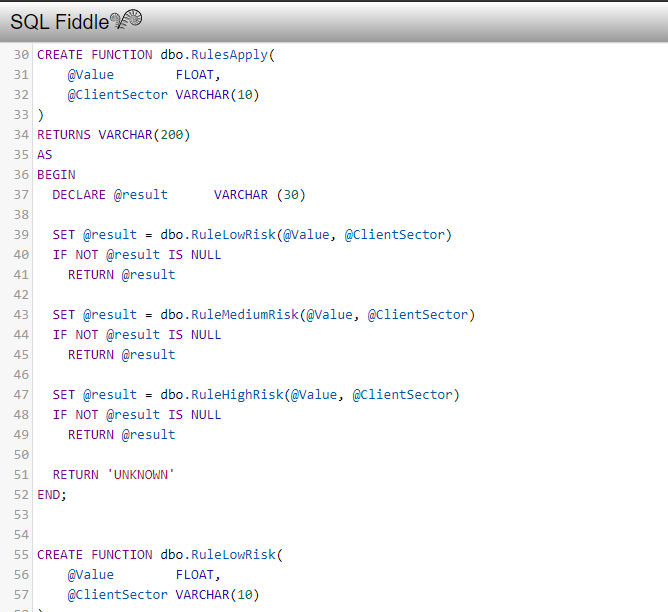 SQL Fiddle
30 CREATE FUNCTION dbo.RulesApply(
31     @Value        FLOAT,
32     @ClientSector VARCHAR(10)
33 )
34 RETURNS VARCHAR(200)
35 AS
36 BEGIN
37   DECLARE @result      VARCHAR (30)
38
39   SET @result = dbo.RuleLowRisk(@Value, @ClientSector)
40   IF NOT @result IS NULL
41     RETURN @result
42
43   SET @result = dbo.RuleMediumRisk(@Value, @ClientSector)
44   IF NOT @result IS NULL
45     RETURN @result
46
47   SET @result = dbo.RuleHighRisk(@Value, @ClientSector)
48   IF NOT @result IS NULL
49     RETURN @result
50
51   RETURN 'UNKNOWN'
52 END;
53
54
55 CREATE FUNCTION dbo.RuleLowRisk(
56     @Value        FLOAT,
57     @ClientSector VARCHAR(10)